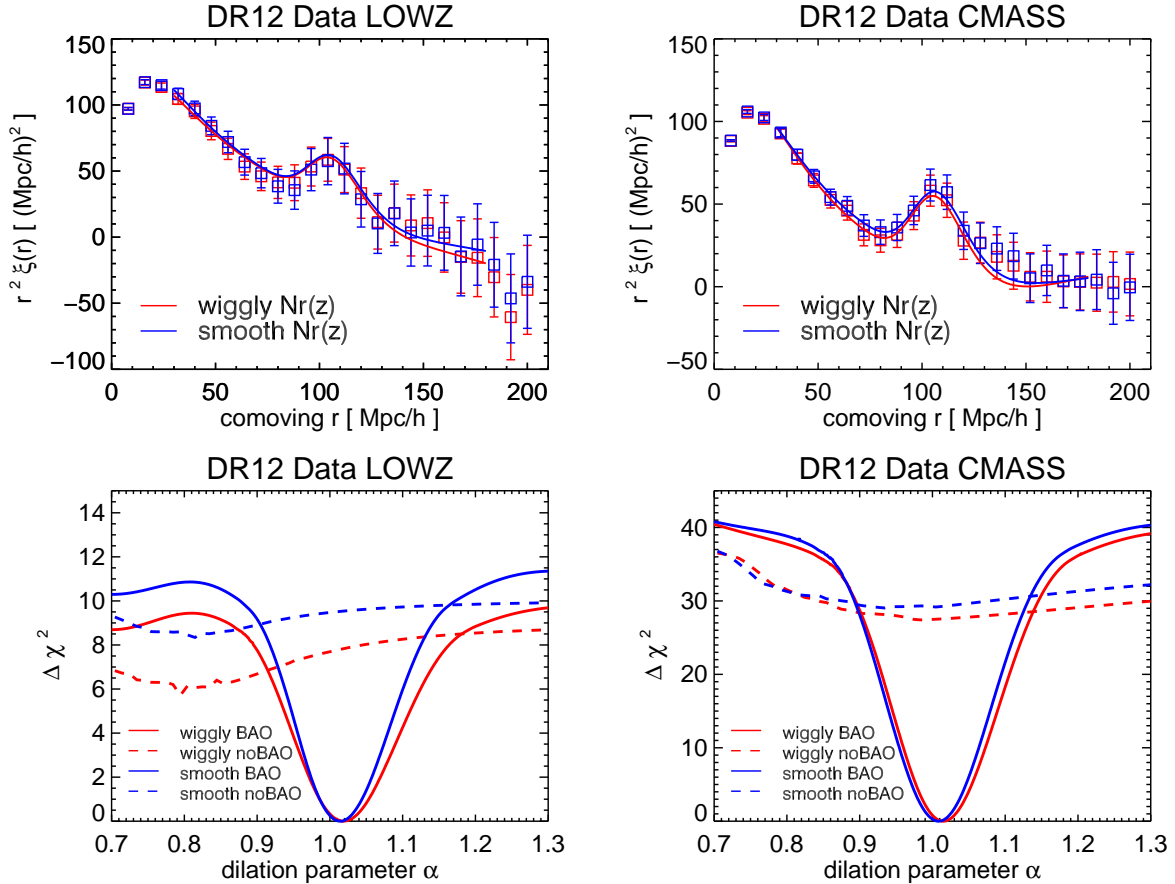 DR12 Data LOWZ
150
100
50
0
−50
−100
r 2 ξ(r) [ (Mpc/h)2 ]
wiggly Nr(z)
smooth Nr(z)
0 50 100 150 200
comoving r [ Mpc/h ]
DR12 Data CMASS
150
100
50
0
−50
r 2 ξ(r) [ (Mpc/h)2 ]
wiggly Nr(z)
smooth Nr(z)
0 50 100 150 200
comoving r [ Mpc/h ]
DR12 Data LOWZ
14
12
10
8
6
4
2
0
Δ χ 2
wiggly BAO
wiggly noBAO
smooth BAO
smooth noBAO
0.7 0.8 0.9 1.0 1.1 1.2 1.3
dilation parameter α
DR12 Data CMASS
40
30
20
10
0
Δ χ 2
wiggly BAO
wiggly noBAO
smooth BAO
smooth noBAO
0.7 0.8 0.9 1.0 1.1 1.2 1.3
dilation parameter α